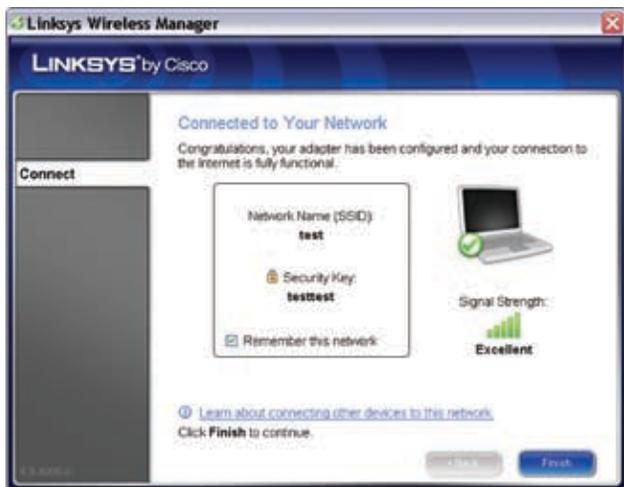 Linksys Wireless Manager
LINKSYS® by Cisco
Connect
Connected to Your Network
Congratulations, your adapter has been configured and your connection to
the Internet is fully functional.
Network Name (SSID):
test
Security Key:
testtest
Remember this network
Signal Strength:
Excellent
Learn about connecting other devices to this network.
Click Finish to continue.
Back
Finish